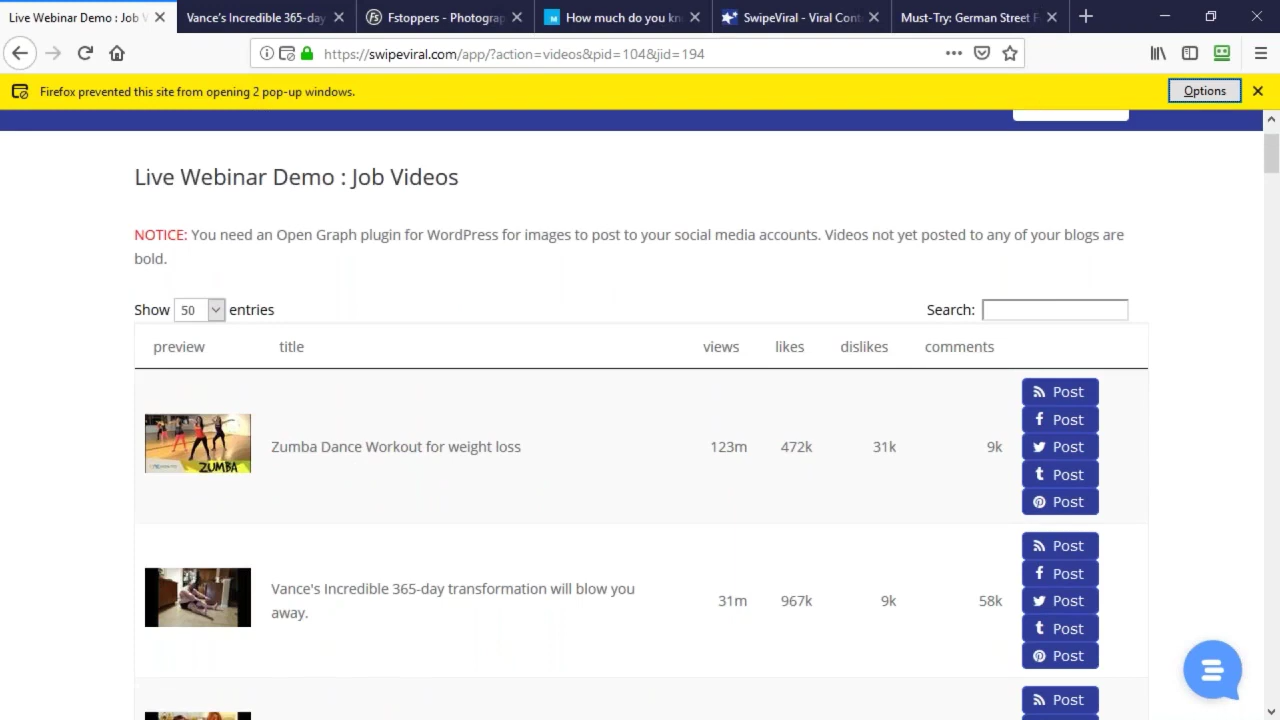 Live Webinar Demo : Job V
Vance's Incredible 365-day
Fstoppers - Photograp
How much do you kn
SwipeViral - Viral Cont
Must-Try: German Street F
https://swipeviral.com/app/?action=videos&pid=104&jid=194
Firefox prevented this site from opening 2 pop-up windows.
Options
Live Webinar Demo : Job Videos
NOTICE: You need an Open Graph plugin for WordPress for images to post to your social media accounts. Videos not yet posted to any of your blogs are
bold.
Show 50 entries
Search:
preview title views likes dislikes comments
Post
Post
ZUMBA
Zumba Dance Workout for weight loss 123m 472k 31k 9k Post
Post
Post
Post
Post
Vance's Incredible 365-day transformation will blow you
away.
31m 967k 9k 58k Post
Post
Post
Post